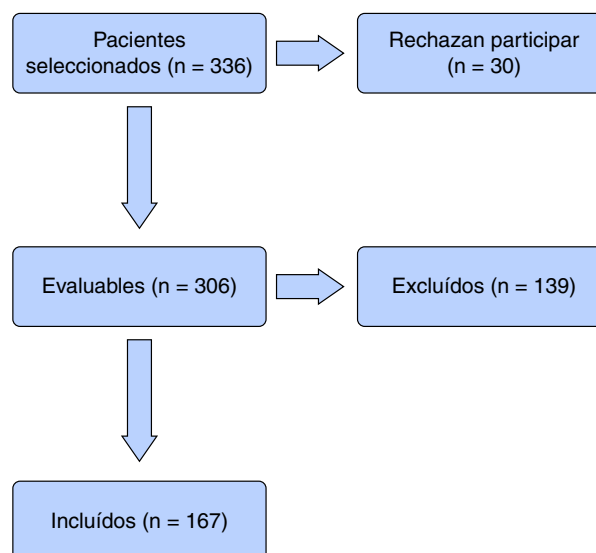 Pacientes
seleccionados (n = 336)
Rechazan participar
(n = 30)
Evaluables (n = 306)
Excluídos (n = 139)
Incluídos (n = 167)